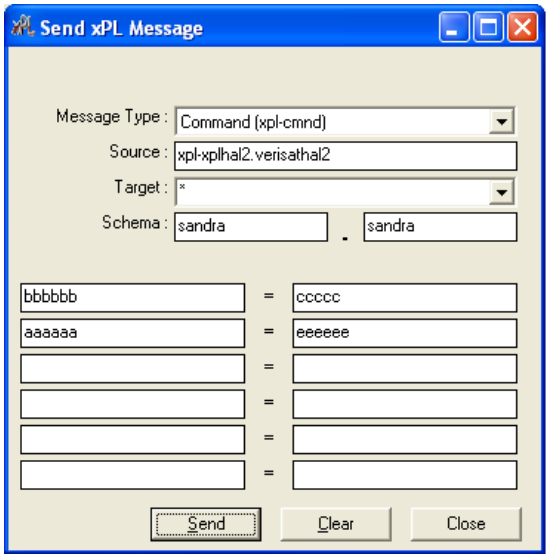 Send xPL Message
Message Type : Command (xpl-cmnd)
Source : xpl-xplhal2.verisathal2
Target : *
Schema : sandra . sandra
bbbbbb = ccccc
aaaaaa = eeeeee
=
=
=
=
Send Clear Close